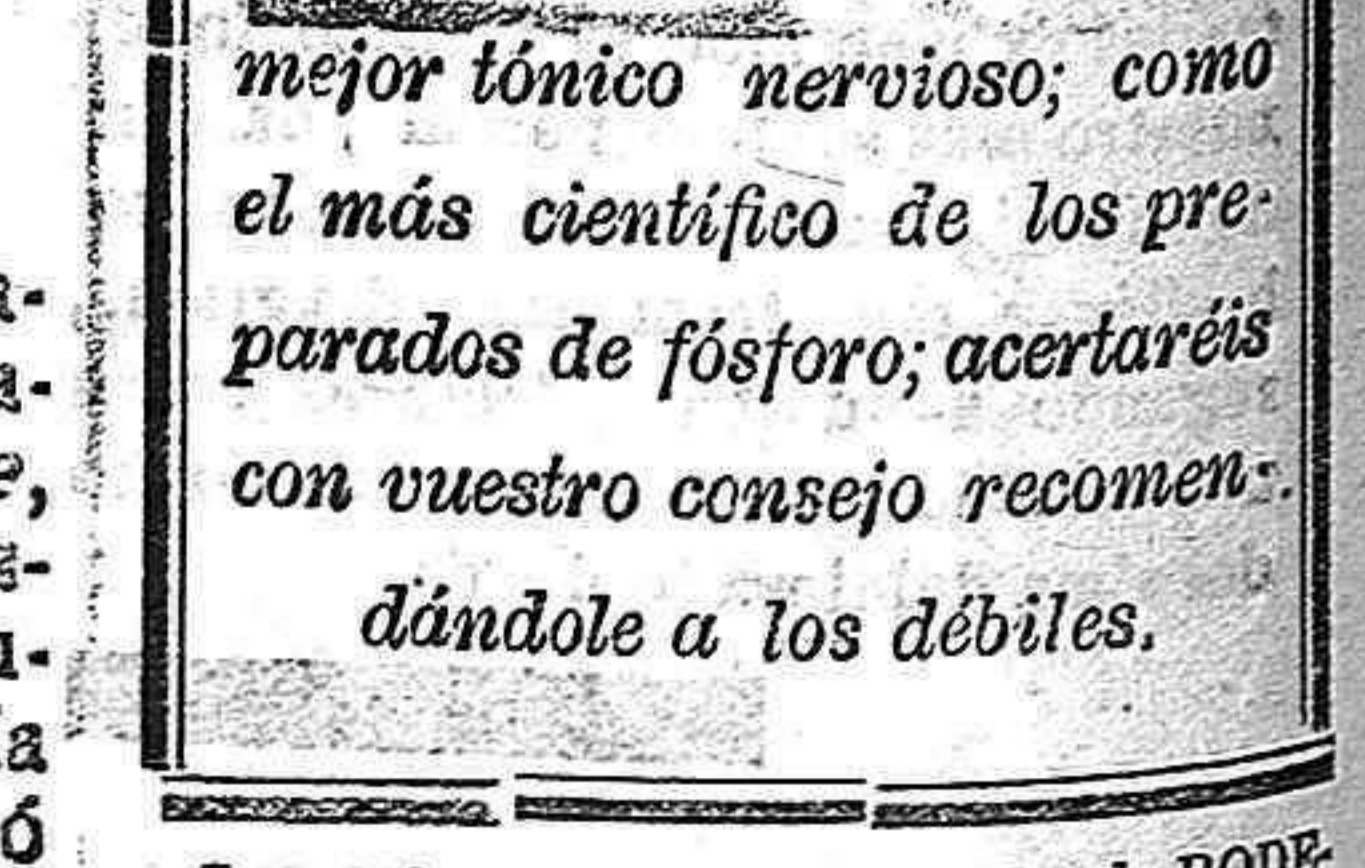 mejor tónico nervioso; como
el más científico de los pre-
parados de fósforo; acertaréis
con vuestro consejo recomen-
dándole a los débiles.